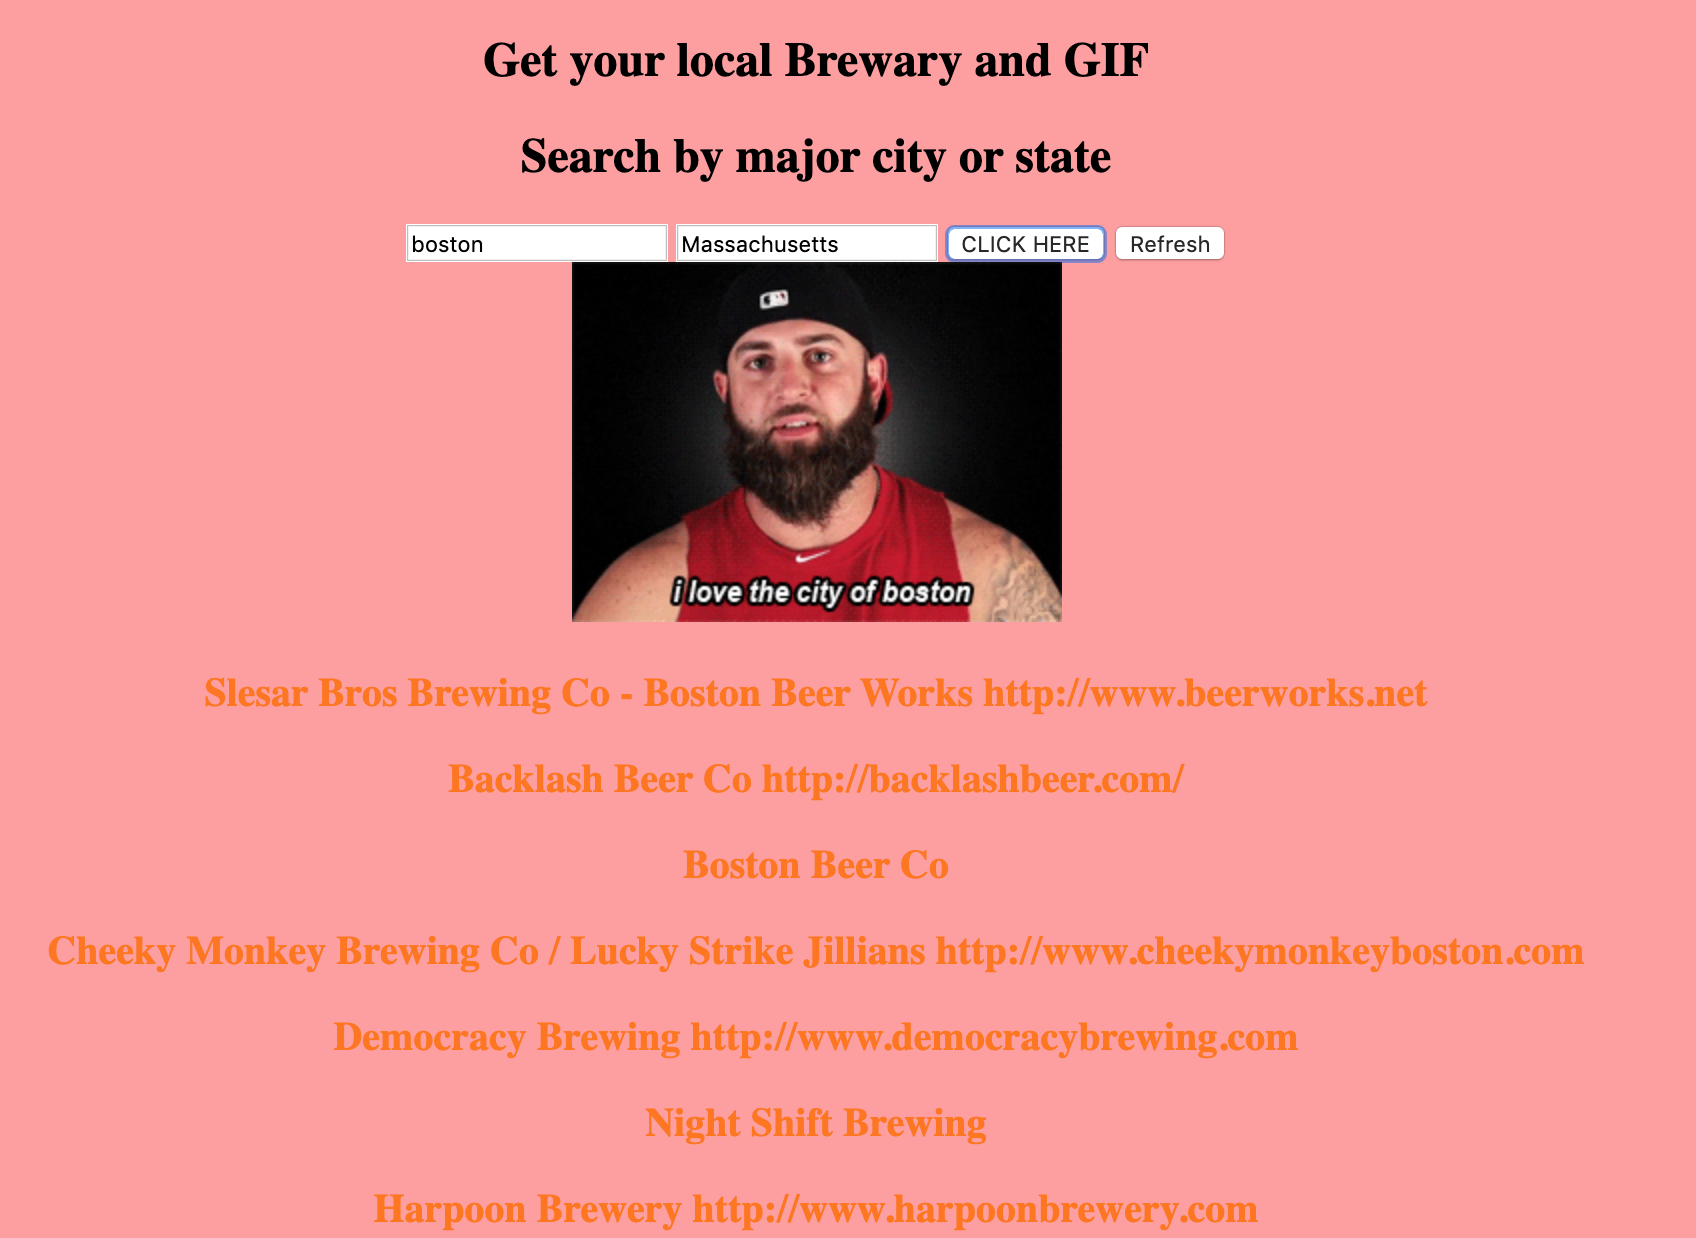 Get your local Brewary and GIF
Search by major city or state
boston Massachusetts CLICK HERE Refresh
i love the city of boston
Slesar Bros Brewing Co - Boston Beer Works http://www.beerworks.net
Backlash Beer Co http://backlashbeer.com/
Boston Beer Co
Cheeky Monkey Brewing Co / Lucky Strike Jillians http://www.cheekymonkeyboston.com
Democracy Brewing http://www.democracybrewing.com
Night Shift Brewing
Harpoon Brewery http://www.harpoonbrewery.com